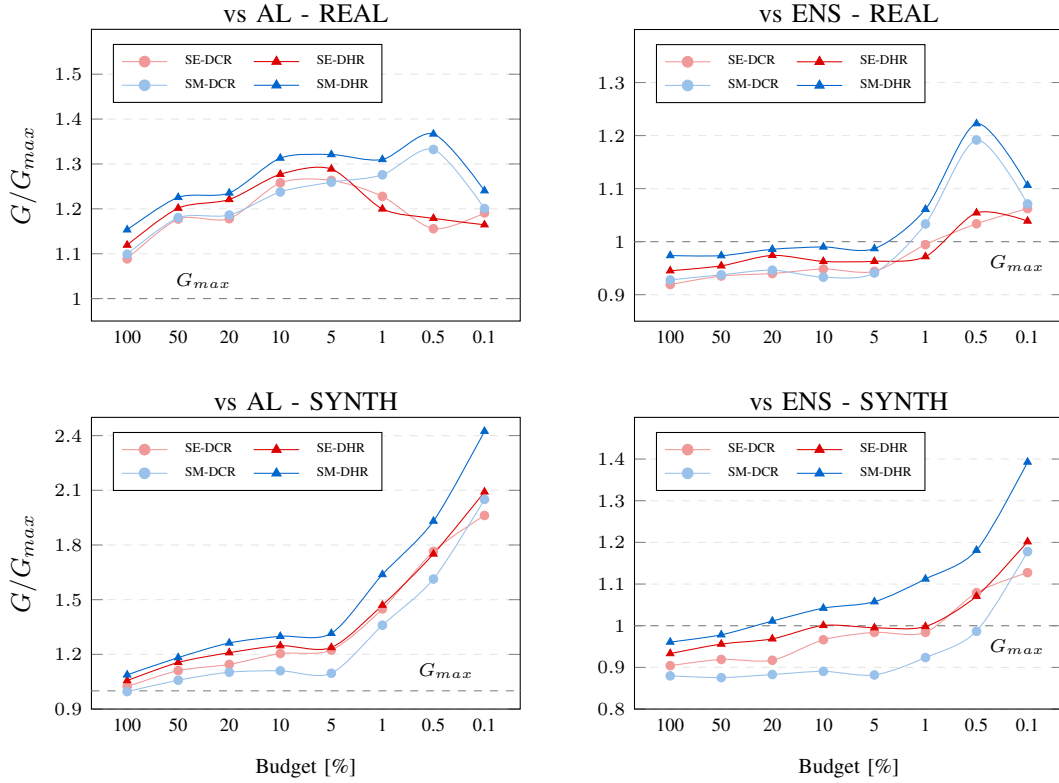 vs AL - REAL
SE-DCR SE-DHR
SM-DCR SM-DHR
1.5
1.4
1.3
1.2
1.1
1
G/G_max
G_max
100 50 20 10 5 1 0.5 0.1
vs ENS - REAL
SE-DCR SE-DHR
SM-DCR SM-DHR
1.3
1.2
1.1
1
0.9
G_max
100 50 20 10 5 1 0.5 0.1
vs AL - SYNTH
SE-DCR SE-DHR
SM-DCR SM-DHR
2.4
2.1
1.8
1.5
1.2
0.9
G/G_max
G_max
100 50 20 10 5 1 0.5 0.1
Budget [%]
vs ENS - SYNTH
SE-DCR SE-DHR
SM-DCR SM-DHR
1.4
1.3
1.2
1.1
1
0.9
0.8
G_max
100 50 20 10 5 1 0.5 0.1
Budget [%]